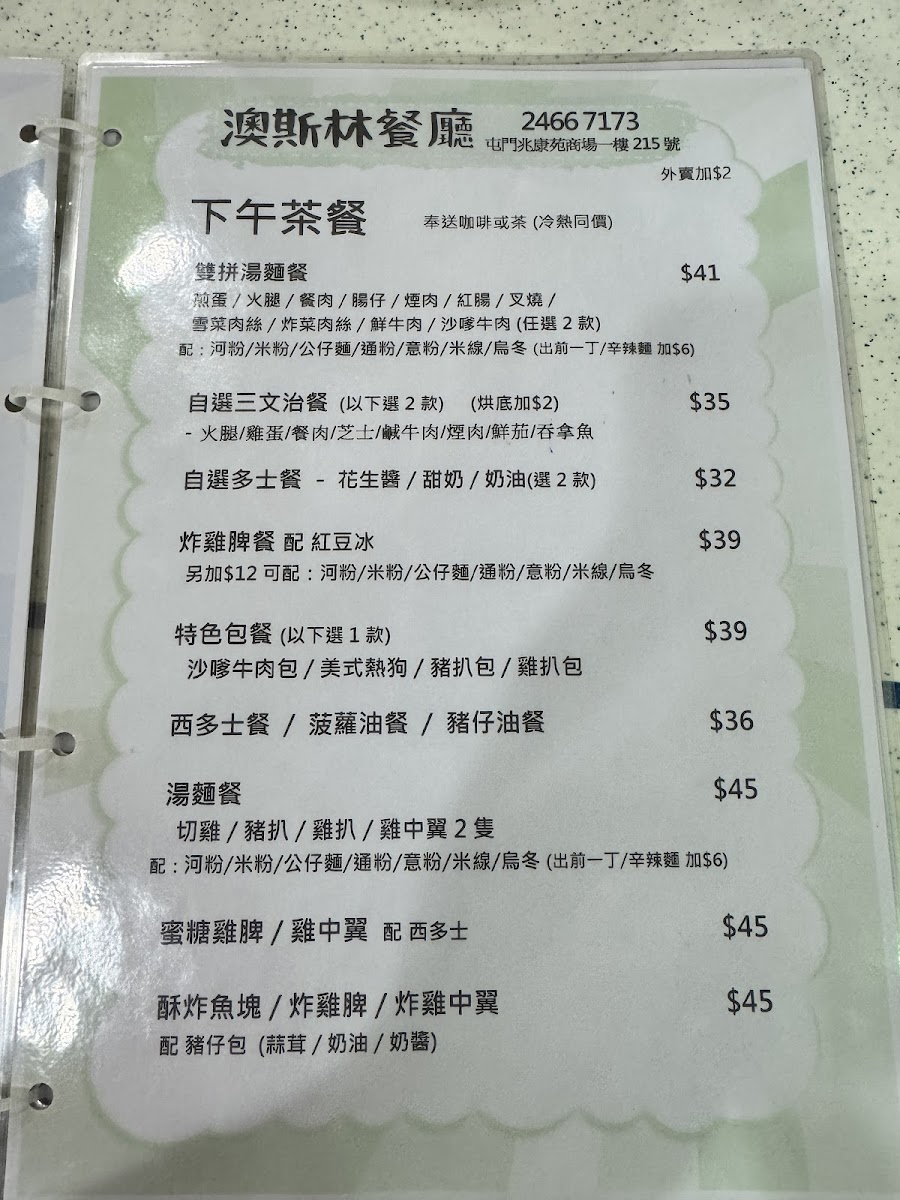 澳斯林餐廳 2466 7173
屯門兆康苑商場一樓 215 號
外賣加$2
下午茶餐 奉送咖啡或茶 (冷熱同價)
雙拼湯麵餐 $41
煎蛋 / 火腿 / 餐肉 / 腸仔 / 煙肉 / 紅腸 / 叉燒 /
雪菜肉絲 / 炸菜肉絲 / 鮮牛肉 / 沙嗲牛肉 (任選 2 款)
配：河粉/米粉/公仔麵/通粉/意粉/米線/烏冬 (出前一丁/辛辣麵 加$6)
自選三文治餐 (以下選 2 款) (烘底加$2) $35
- 火腿/雞蛋/餐肉/芝士/鹹牛肉/煙肉/鮮茄/吞拿魚
自選多士餐 - 花生醬 / 甜奶 / 奶油(選 2 款) $32
炸雞脾餐 配 紅豆冰 $39
另加$12 可配：河粉/米粉/公仔麵/通粉/意粉/米線/烏冬
特色包餐 (以下選 1 款) $39
沙嗲牛肉包 / 美式熱狗 / 豬扒包 / 雞扒包
西多士餐 / 菠蘿油餐 / 豬仔油餐 $36
湯麵餐 $45
切雞 / 豬扒 / 雞扒 / 雞中翼 2 隻
配：河粉/米粉/公仔麵/通粉/意粉/米線/烏冬 (出前一丁/辛辣麵 加$6)
蜜糖雞脾 / 雞中翼 配 西多士 $45
酥炸魚塊 / 炸雞脾 / 炸雞中翼 $45
配 豬仔包 (蒜茸 / 奶油 / 奶醬)